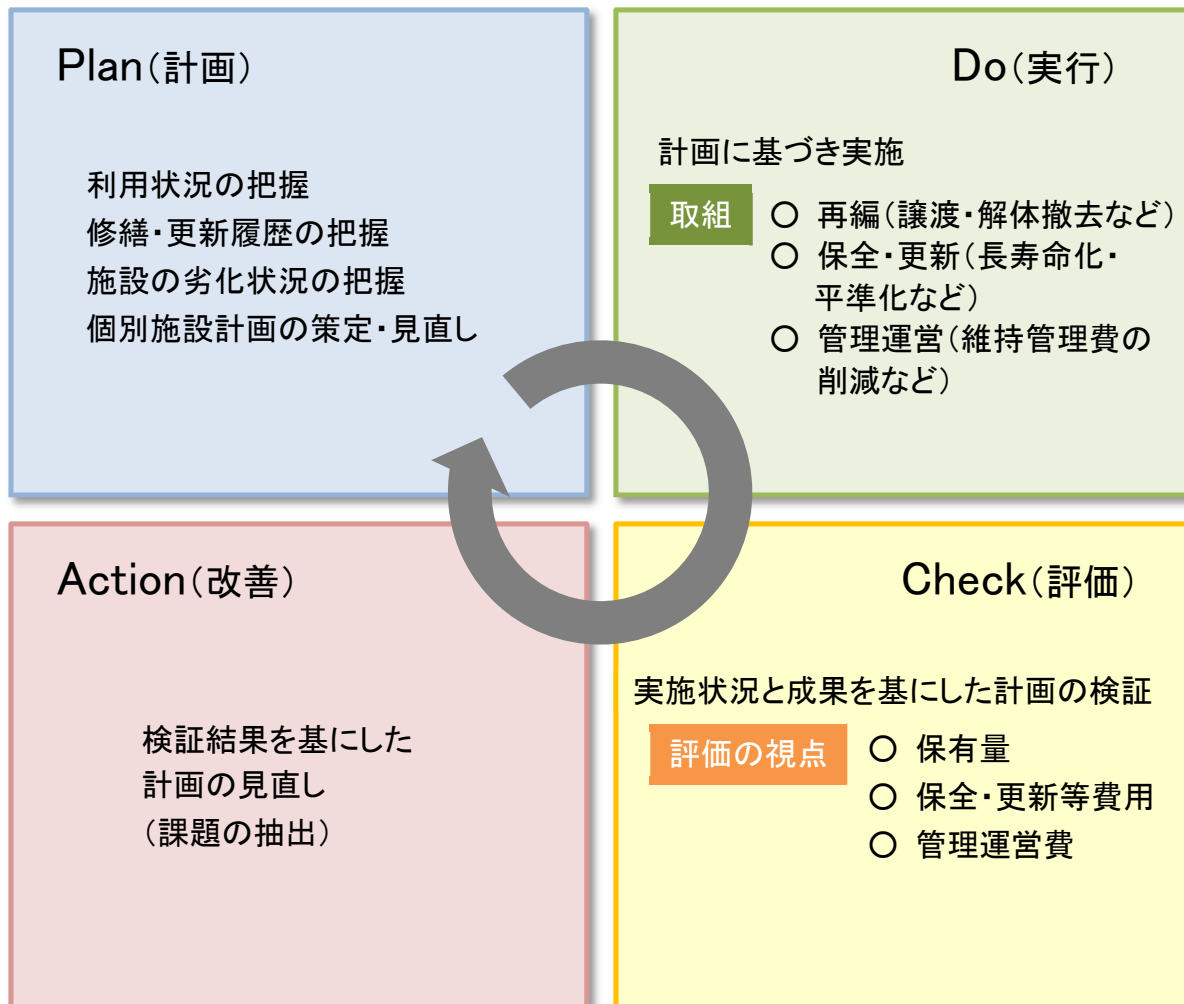 Plan（計画）
利用状況の把握
修繕・更新履歴の把握
施設の劣化状況の把握
個別施設計画の策定・見直し
Do（実行）
計画に基づき実施
取組
○ 再編（譲渡・解体撤去など）
○ 保全・更新（長寿命化・
平準化など）
○ 管理運営（維持管理費の
削減など）
Action（改善）
検証結果を基にした
計画の見直し
（課題の抽出）
Check（評価）
実施状況と成果を基にした計画の検証
評価の視点
○ 保有量
○ 保全・更新等費用
○ 管理運営費